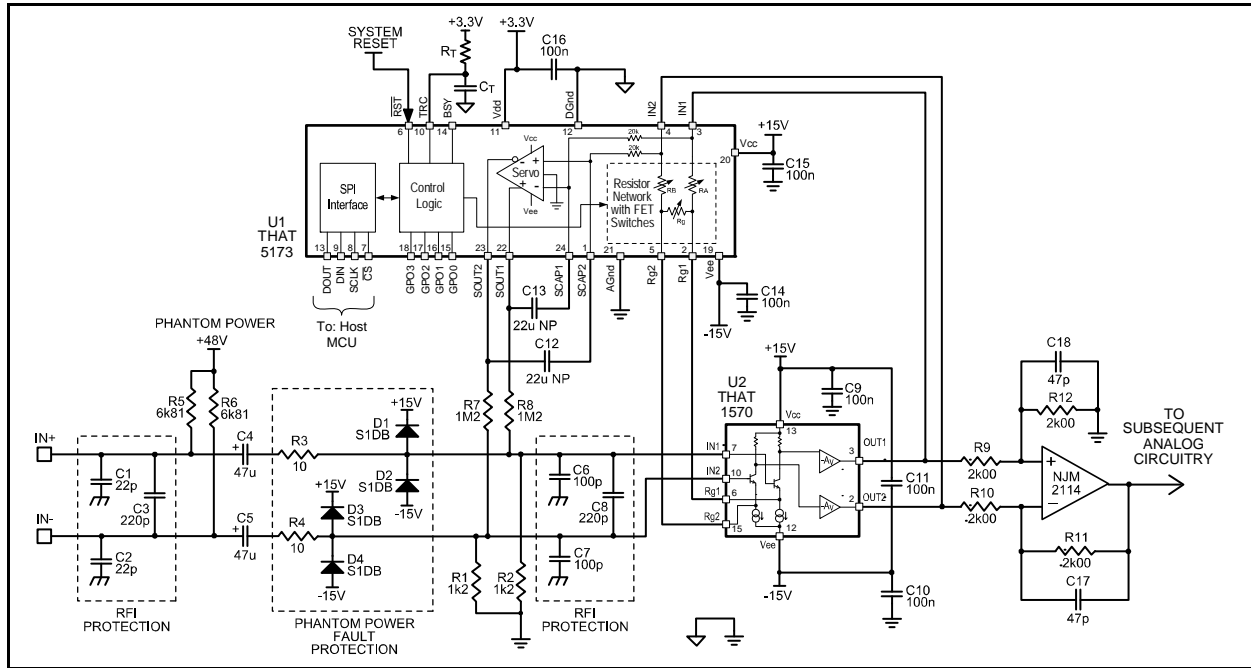 SYSTEM
RESET
+3.3V
RT
CT
+3.3V
C16
100n
RST
TRC
BSY
Vdd
DGnd
IN2
IN1
6
10
14
11
12
4
3
+15V
Vcc
20
C15
100n
20k
20k
Vcc
Servo
Vee
SPI
Interface
Control
Logic
Resistor
Network
with FET
Switches
RB
RA
Rg
U1
THAT
5173
13
9
8
7
18
17
16
15
23
22
24
1
21
5
2
19
DOUT
DIN
SCLK
CS
GPO3
GPO2
GPO1
GPO0
SOUT2
SOUT1
SCAP1
SCAP2
AGnd
Rg2
Rg1
Vee
To: Host
MCU
C13
22u NP
C12
22u NP
C14
100n
-15V
PHANTOM POWER
+48V
R5
6k81
R6
6k81
R7
1M2
R8
1M2
+15V
C9
100n
U2
THAT
1570
Vcc
13
C18
47p
R12
2k00
TO
SUBSEQUENT
ANALOG
CIRCUITRY
IN+
C4
+
47u
R3
10
+15V
D1
S1DB
D2
S1DB
-15V
IN1
7
IN2
10
Rg1
6
Rg2
15
-Av
-
-Av
-
OUT1
3
OUT2
2
12
Vee
C11
100n
R9
2k00
R10
-2k00
+
-
NJM
2114
R11
-2k00
C17
47p
C1
22p
C3
220p
C6
100p
C8
220p
IN-
C5
+
47u
R4
10
+15V
D3
S1DB
D4
S1DB
-15V
C2
22p
C7
100p
R1
1k2
R2
1k2
-15V
C10
100n
RFI
PROTECTION
PHANTOM POWER
FAULT
PROTECTION
RFI
PROTECTION